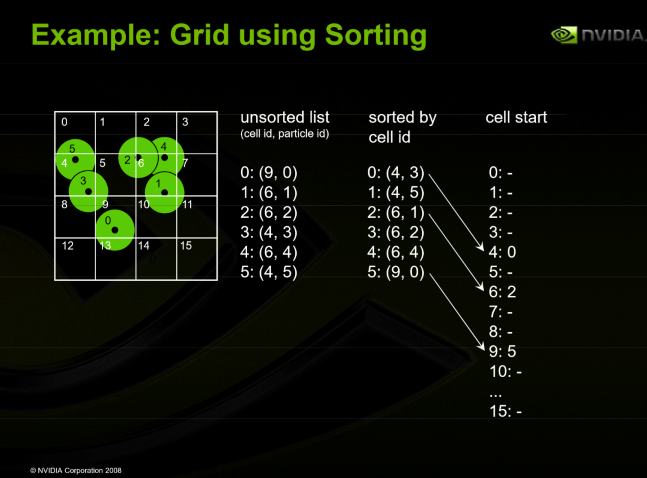 Example: Grid using Sorting
NVIDIA.
0 1 2 3
5 2 4
4 5 6 7
3 1
8 9 10 11
0
12 13 14 15
unsorted list
(cell id, particle id)
0: (9, 0)
1: (6, 1)
2: (6, 2)
3: (4, 3)
4: (6, 4)
5: (4, 5)
sorted by
cell id
0: (4, 3)
1: (4, 5)
2: (6, 1)
3: (6, 2)
4: (6, 4)
5: (9, 0)
cell start
0: -
1: -
2: -
3: -
4: 0
5: -
6: 2
7: -
8: -
9: 5
10: -
...
15: -
© NVIDIA Corporation 2008